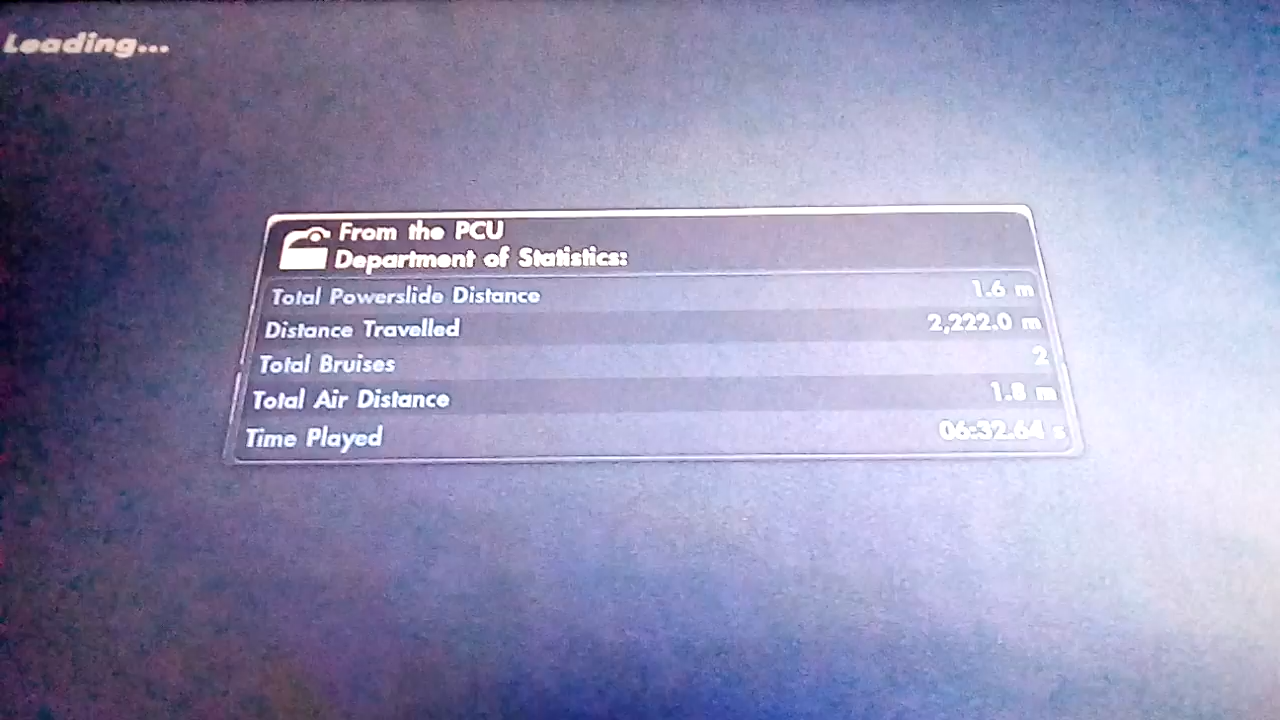 Loading...
From the PCU
Department of Statistics:
Total Powerslide Distance 1.6 m
Distance Travelled 2,222.0 m
Total Bruises 2
Total Air Distance 1.8 m
Time Played 06:32.64 s